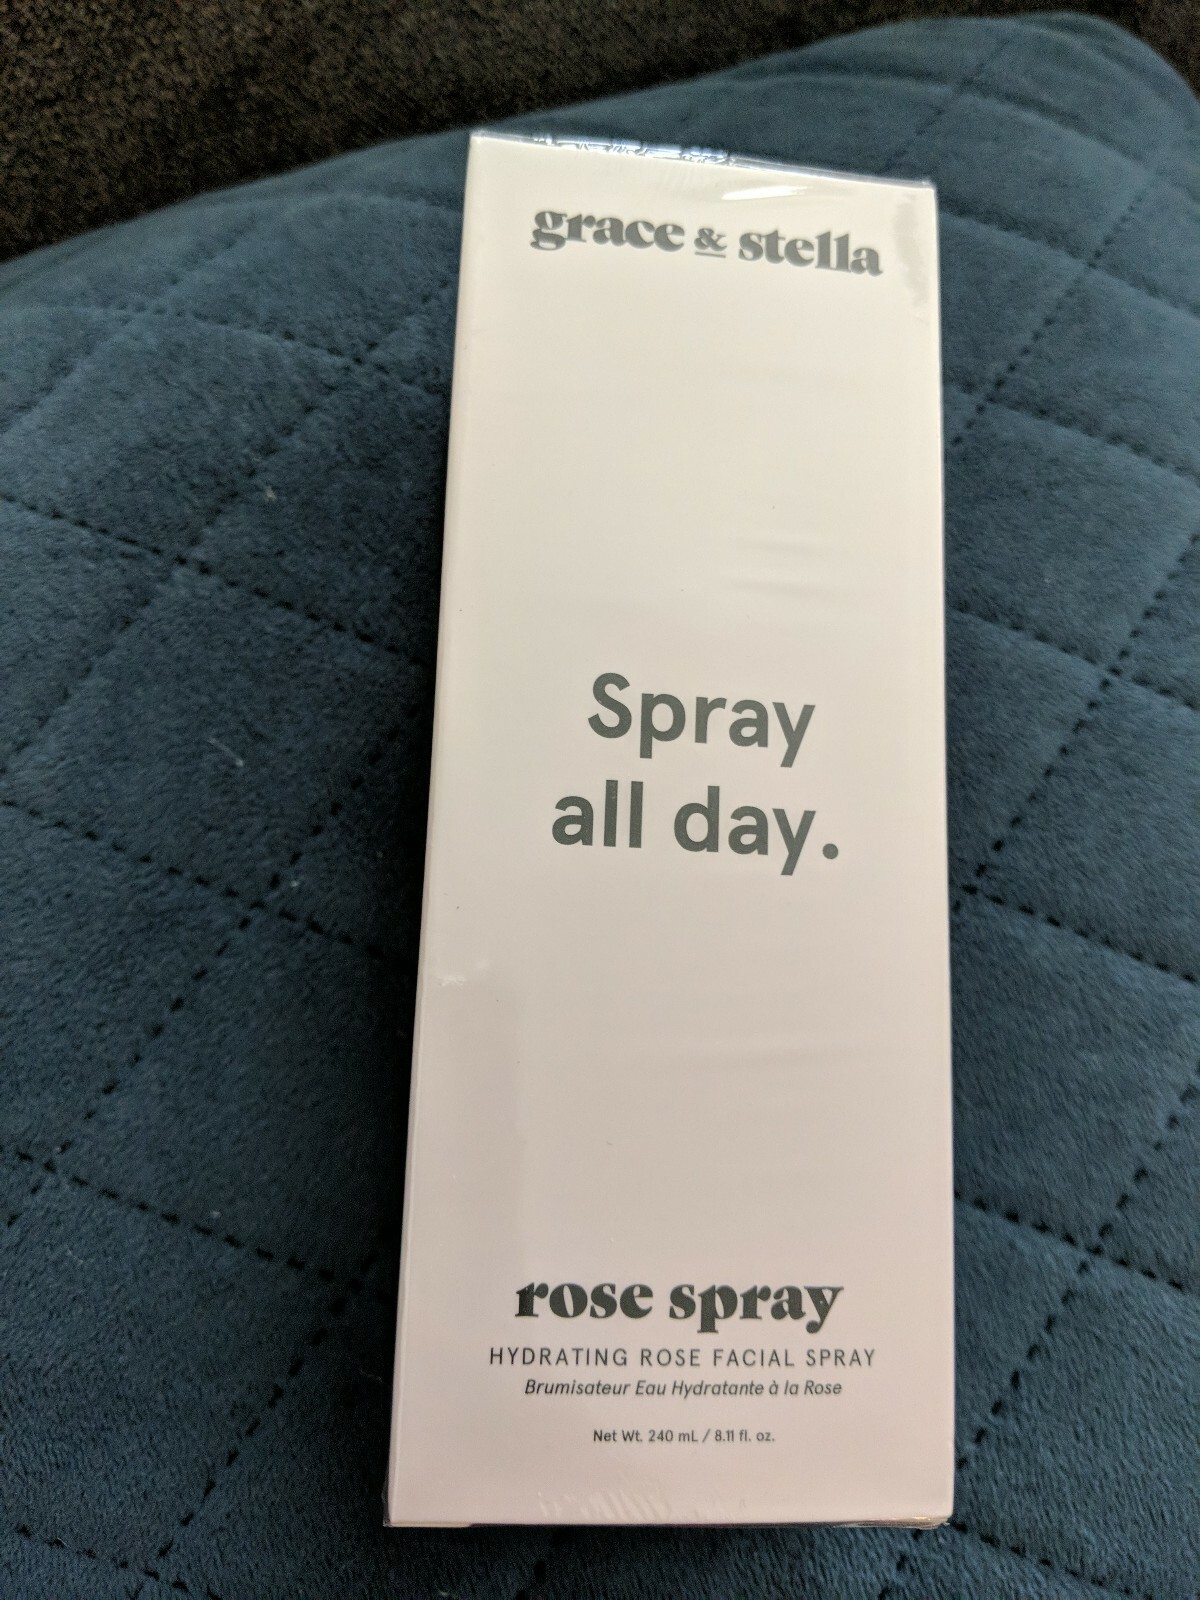 grace & stella
Spray
all day.
rose spray
HYDRATING ROSE FACIAL SPRAY
Brumisateur Eau Hydratante à la Rose
Net Wt. 240 mL / 8.11 fl. oz.